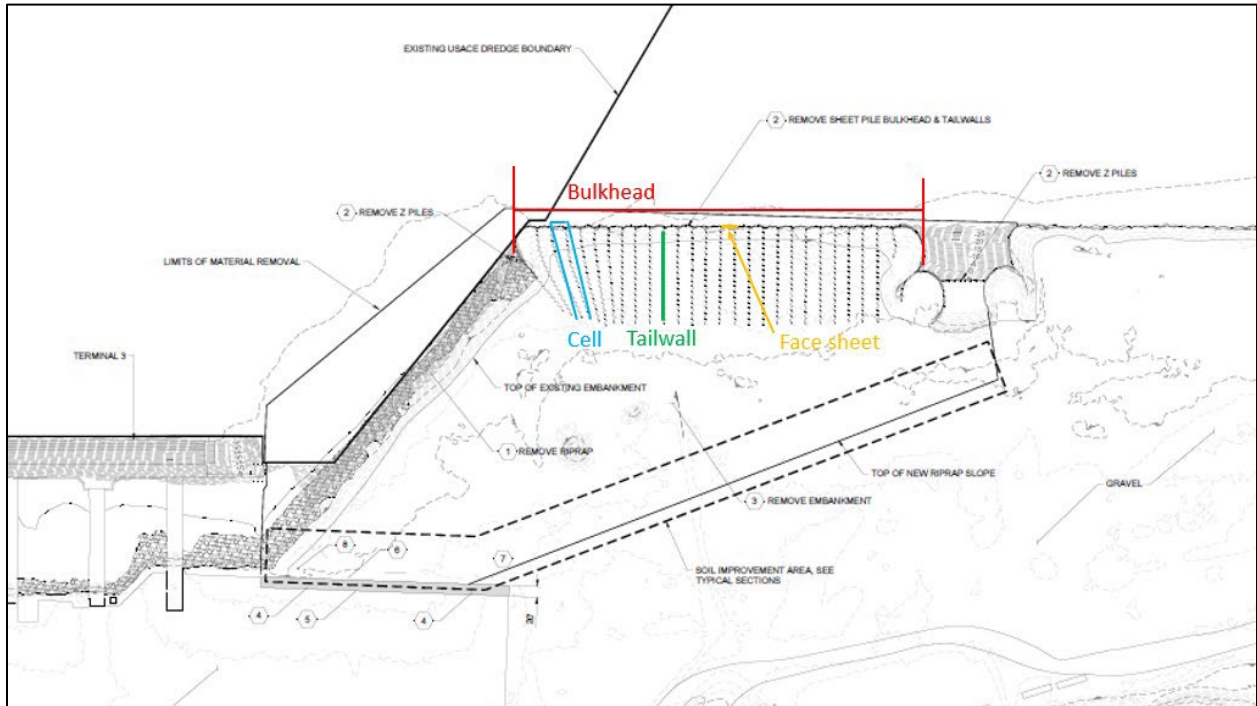 EXISTING USACE DREDGE BOUNDARY
2 REMOVE SHEET PILE BULKHEAD & TAILWALLS
2 REMOVE Z PILES
Bulkhead
2 REMOVE Z PILES
LIMITS OF MATERIAL REMOVAL
Cell
Tailwall
Face sheet
TERMINAL 3
TOP OF EXISTING EMBANKMENT
1 REMOVE RIPRAP
TOP OF NEW RIPRAP SLOPE
GRAVEL
3 REMOVE EMBANKMENT
8
6
7
SOIL IMPROVEMENT AREA, SEE
TYPICAL SECTIONS
4
5
4